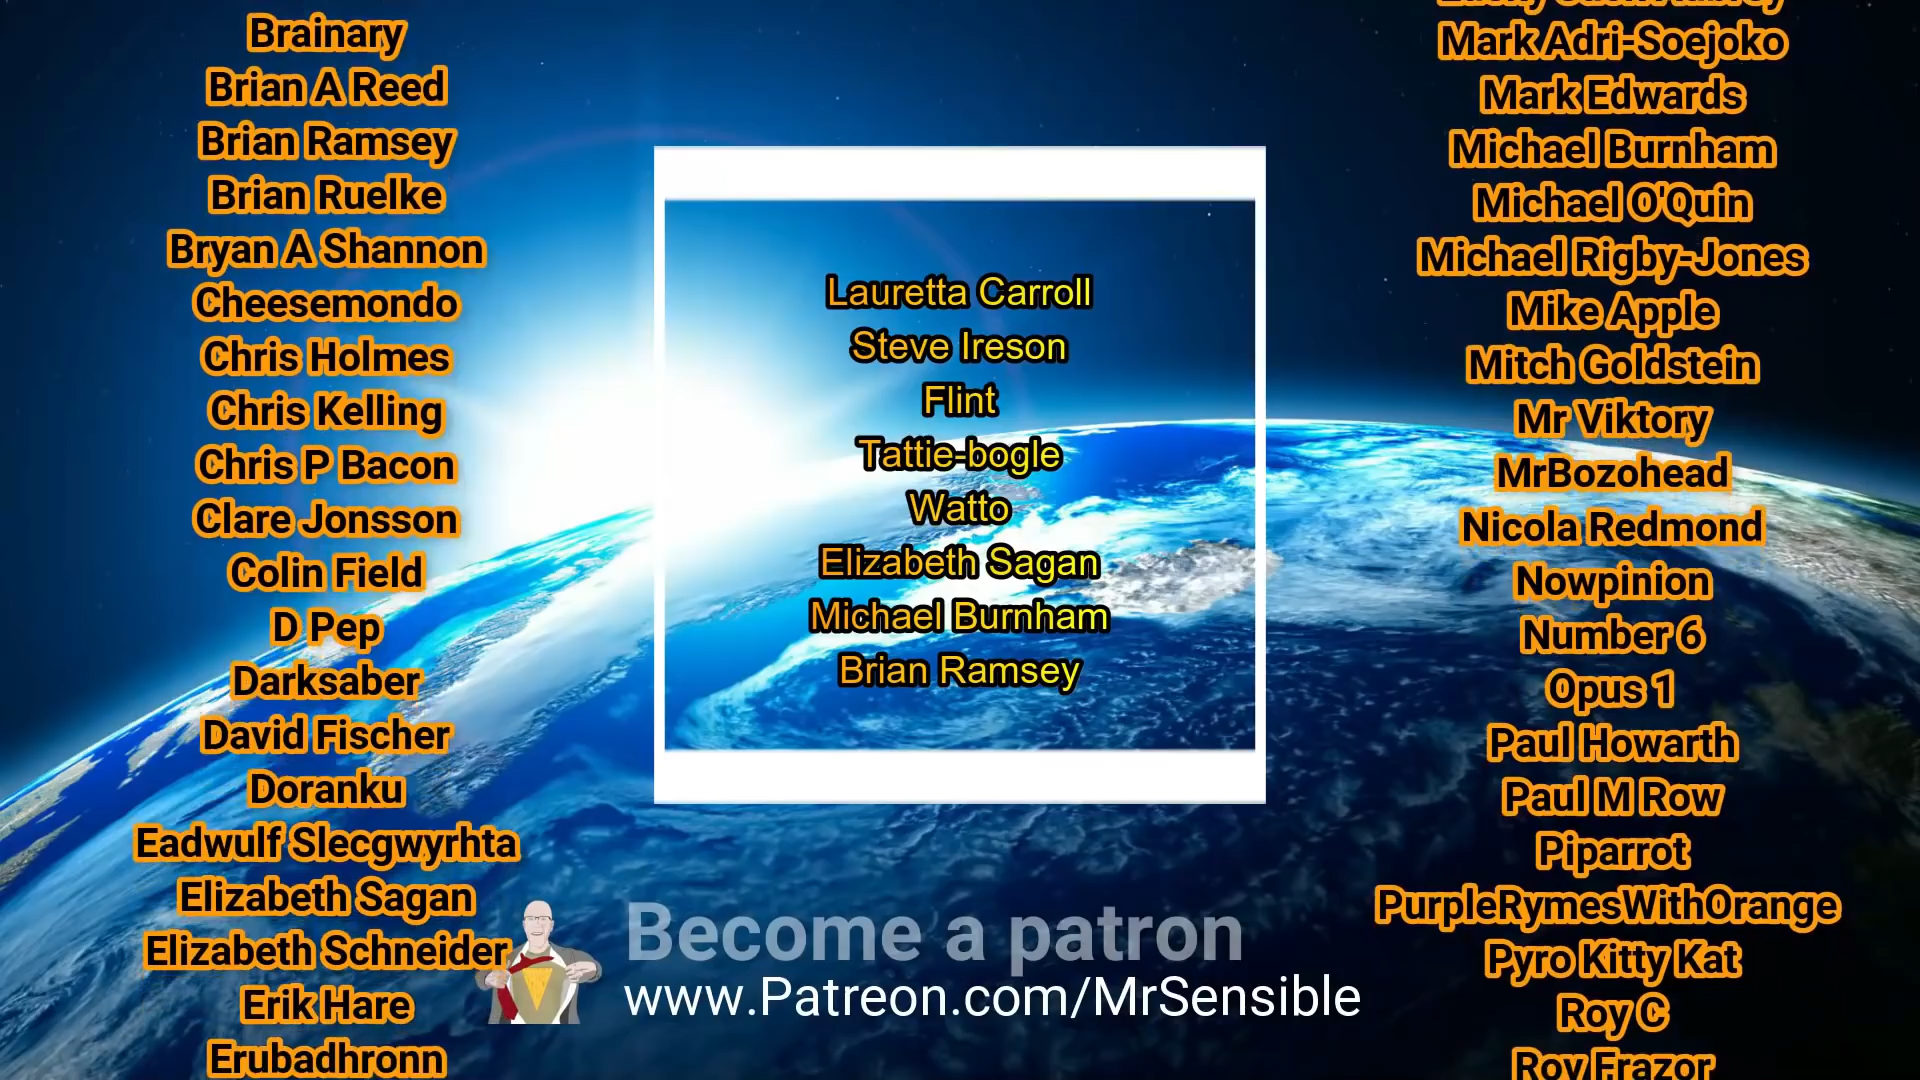 Brainary
Brian A Reed
Brian Ramsey
Brian Ruelke
Bryan A Shannon
Cheesemondo
Chris Holmes
Chris Kelling
Chris P Bacon
Clare Jonsson
Colin Field
D Pep
Darksaber
David Fischer
Doranku
Eadwulf Slecgwyrhta
Elizabeth Sagan
Elizabeth Schneider
Erik Hare
Erubadhronn
Lauretta Carroll
Steve Ireson
Flint
Tattie-bogle
Watto
Elizabeth Sagan
Michael Burnham
Brian Ramsey
Become a patron
www.Patreon.com/MrSensible
Mark Adri-Soejoko
Mark Edwards
Michael Burnham
Michael O'Quin
Michael Rigby-Jones
Mike Apple
Mitch Goldstein
Mr Viktory
MrBozohead
Nicola Redmond
Nowpinion
Number 6
Opus 1
Paul Howarth
Paul M Row
Piparrot
PurpleRymesWithOrange
Pyro Kitty Kat
Roy C
Roy Frazor